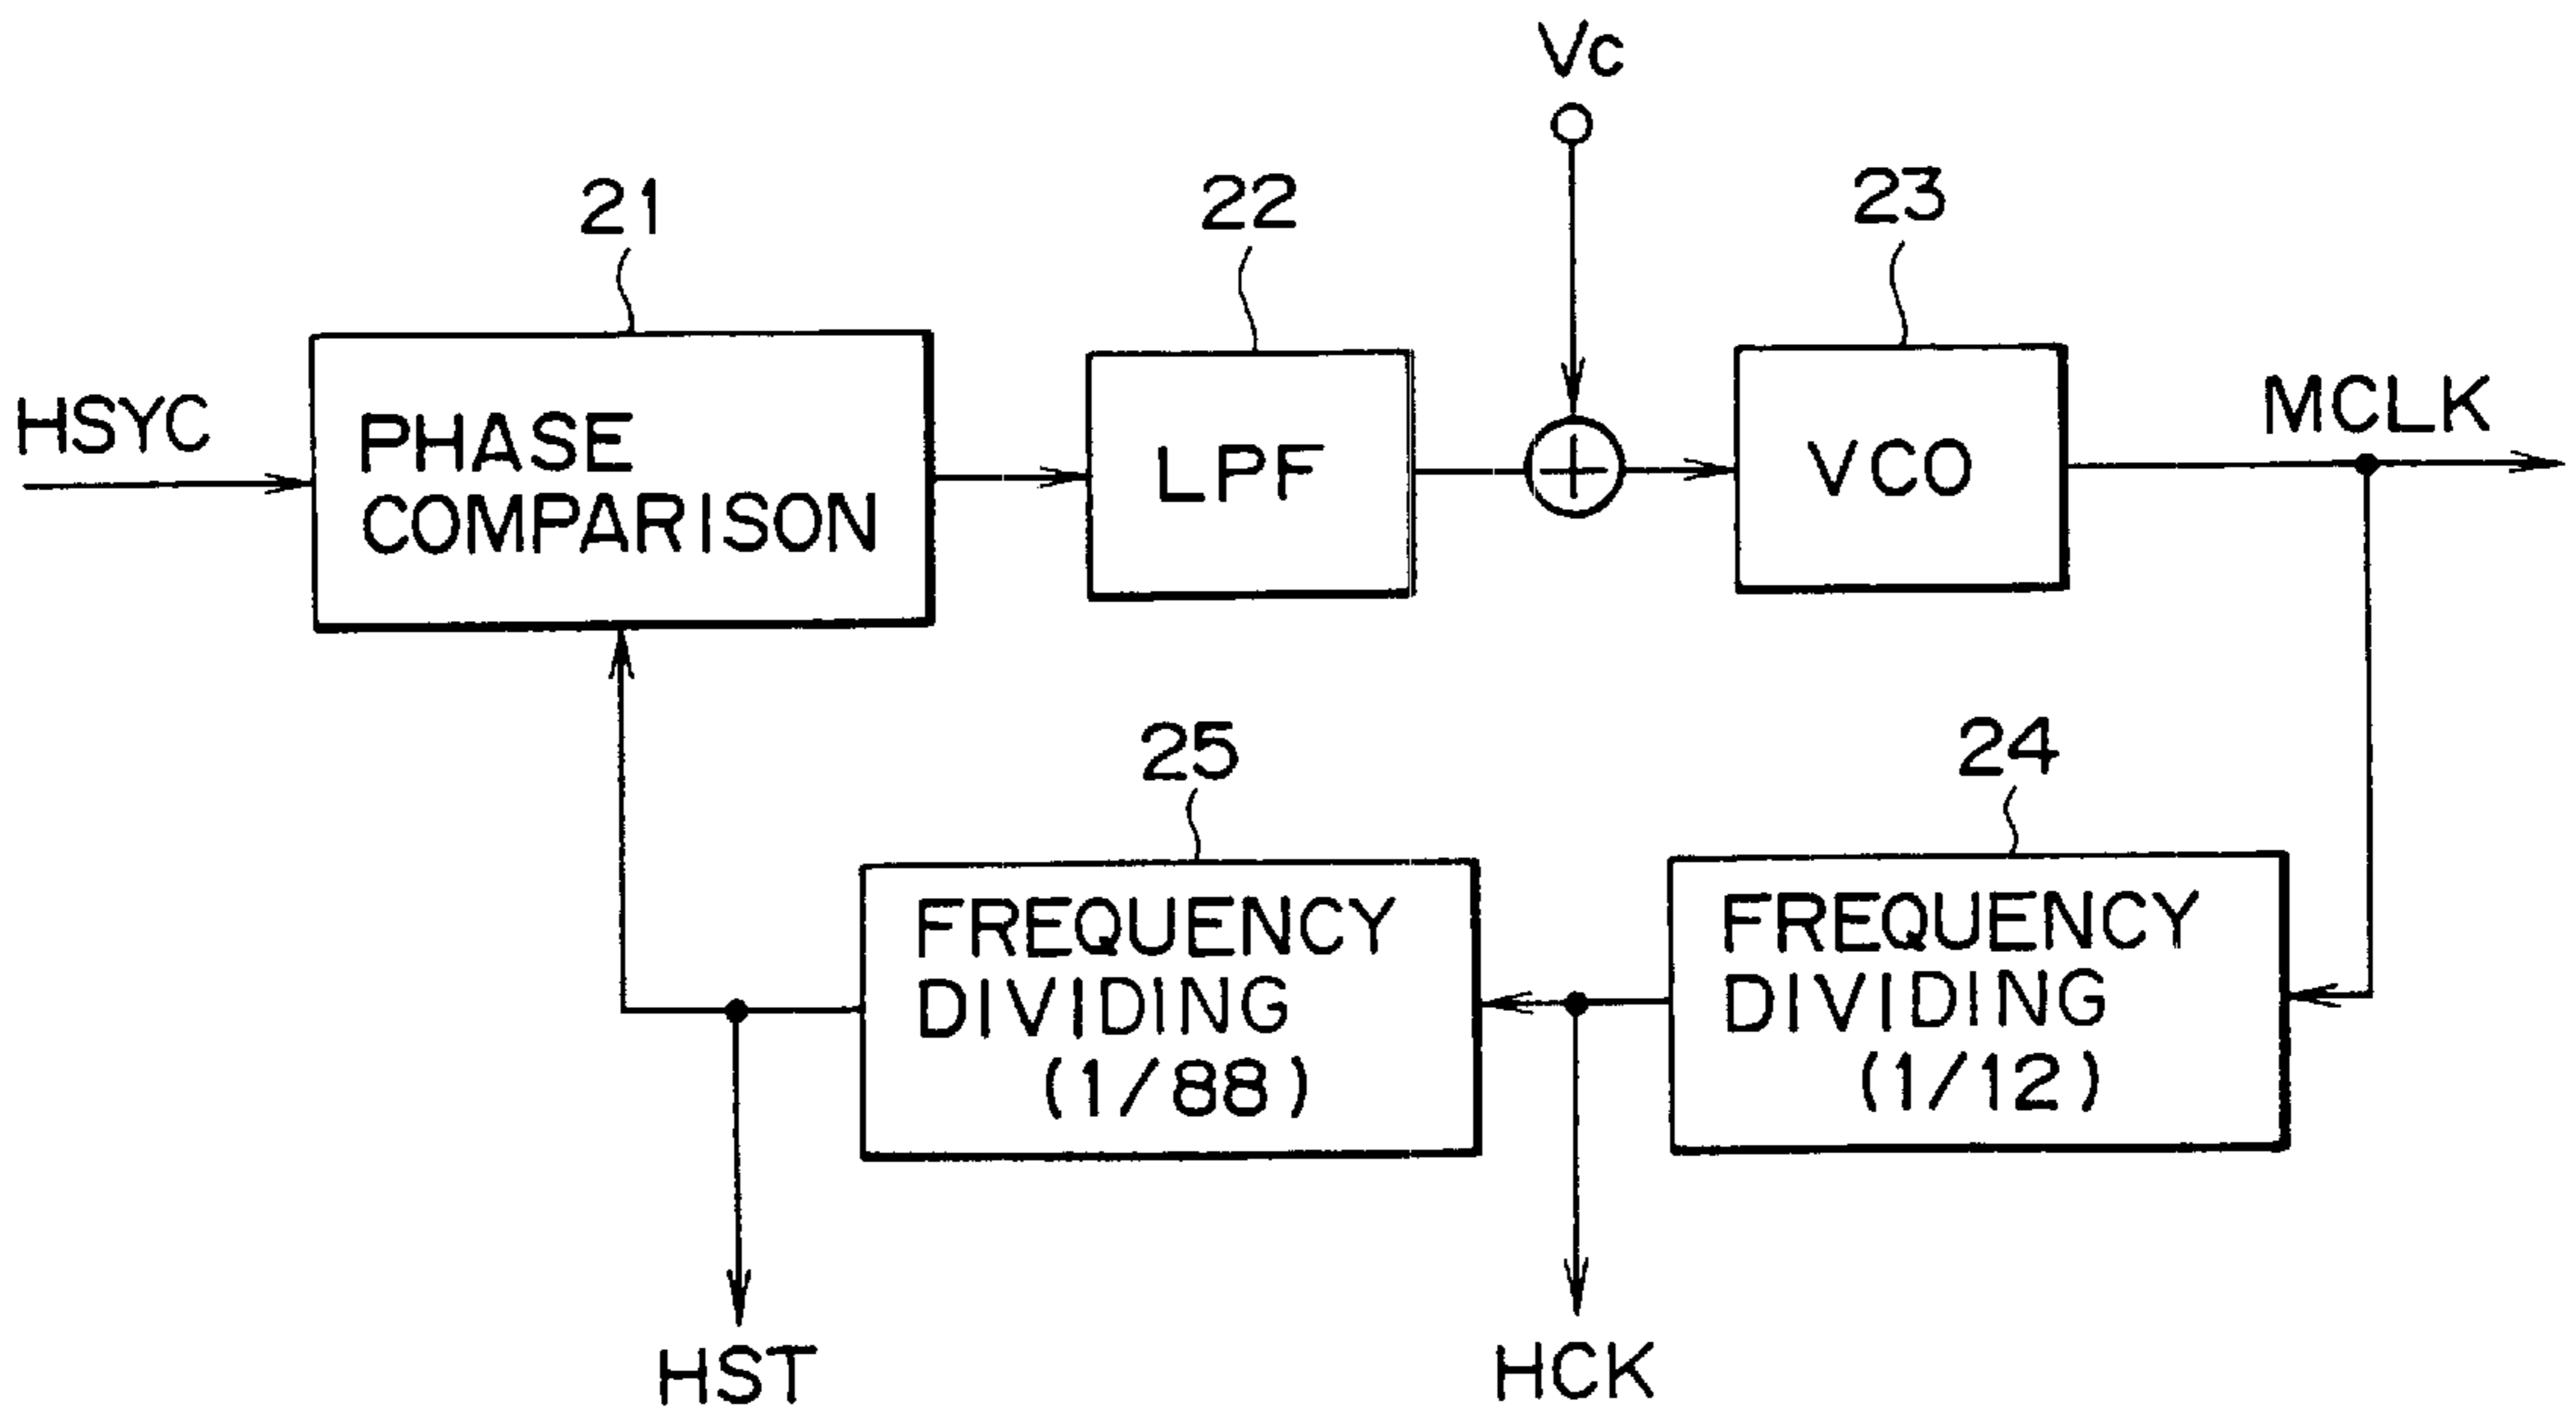 Vc
21
22
23
HSYC
PHASE
COMPARISON
LPF
VCO
MCLK
25
24
FREQUENCY
DIVIDING
(1/88)
FREQUENCY
DIVIDING
(1/12)
HST
HCK